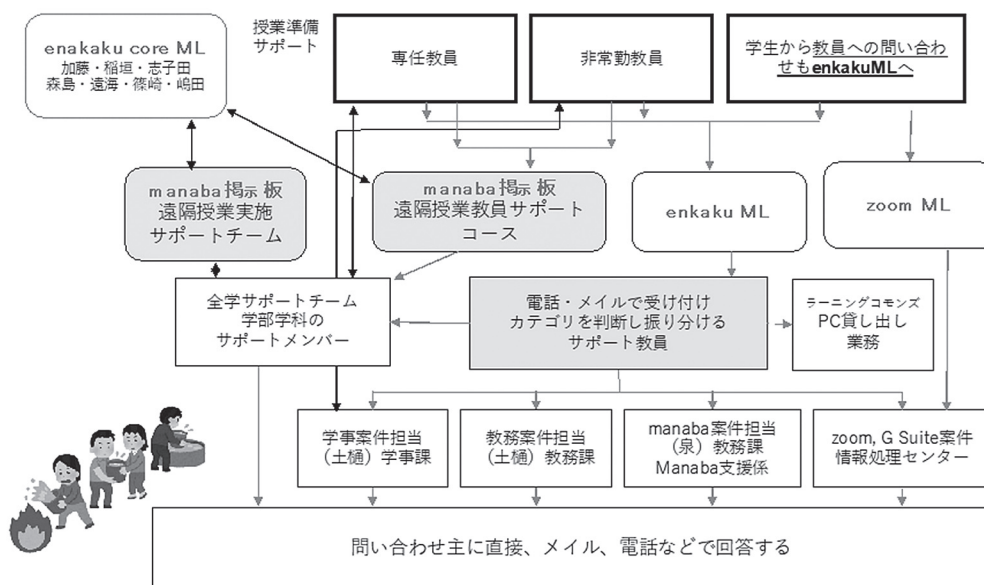 enakaku core ML
加藤・稲垣・志子田
森島・遠海・篠崎・嶋田
授業準備
サポート
専任教員
非常勤教員
学生から教員への問い合わ
せもenkakuMLへ
manaba掲示板
遠隔授業実施
サポートチーム
manaba掲示板
遠隔授業教員サポート
コース
enkaku ML
zoom ML
全学サポートチーム
学部学科の
サポートメンバー
電話・メイルで受け付け
カテゴリを判断し振り分ける
サポート教員
ラーニングコモンズ
PC貸し出し
業務
学事案件担当
（土樋）学事課
教務案件担当
（土樋）教務課
manaba案件担当
（泉）教務課
Manaba支援係
zoom, G Suite案件
情報処理センター
問い合わせ主に直接、メイル、電話などで回答する